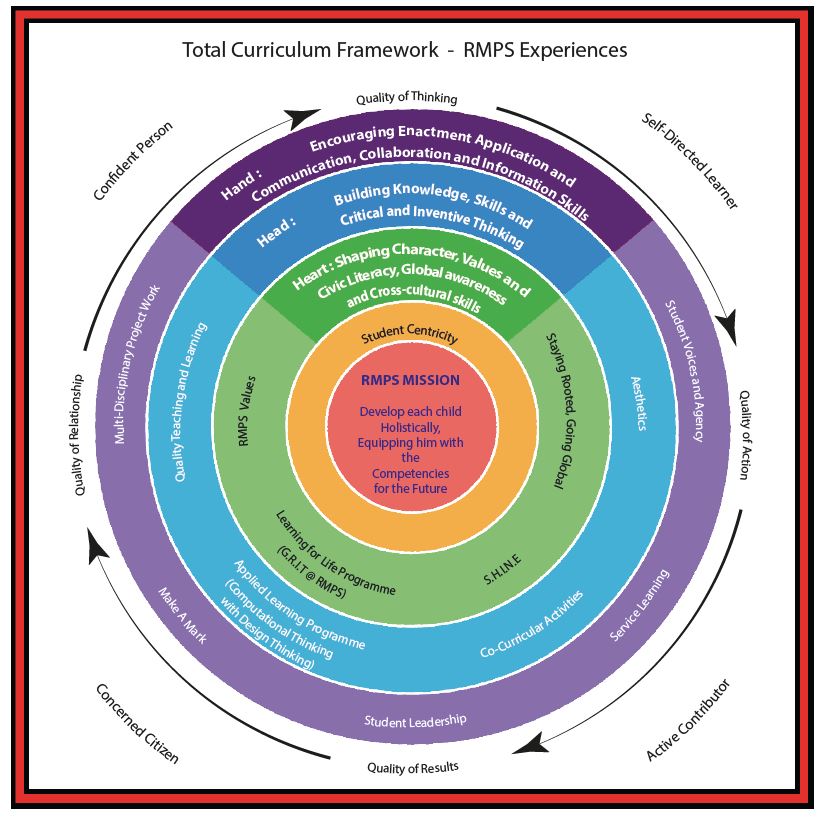 Total Curriculum Framework - RMPS Experiences
Quality of Thinking
Confident Person
Self-Directed Learner
Hand : Encouraging Enactment Application and
Communication, Collaboration and Information Skills
Head : Building Knowledge, Skills and
Critical and Inventive Thinking
Heart : Shaping Character, Values and
Civic Literacy, Global awareness
and Cross-cultural skills
Student Centricity
RMPS MISSION
Develop each child
Holistically,
Equipping him with
the
Competencies
for the Future
Multi-Disciplinary Project Work
Quality Teaching and Learning
RMPS Values
Staying Rooted, Going Global
Aesthetics
Student Voices and Agency
Quality of Relationship
Quality of Action
Learning for Life Programme
(G.R.I.T @ RMPS)
S.H.I.N.E
Applied Learning Programme
(Computational Thinking
with Design Thinking)
Co-Curricular Activities
Make A Mark
Service Learning
Student Leadership
Concerned Citizen
Active Contributor
Quality of Results